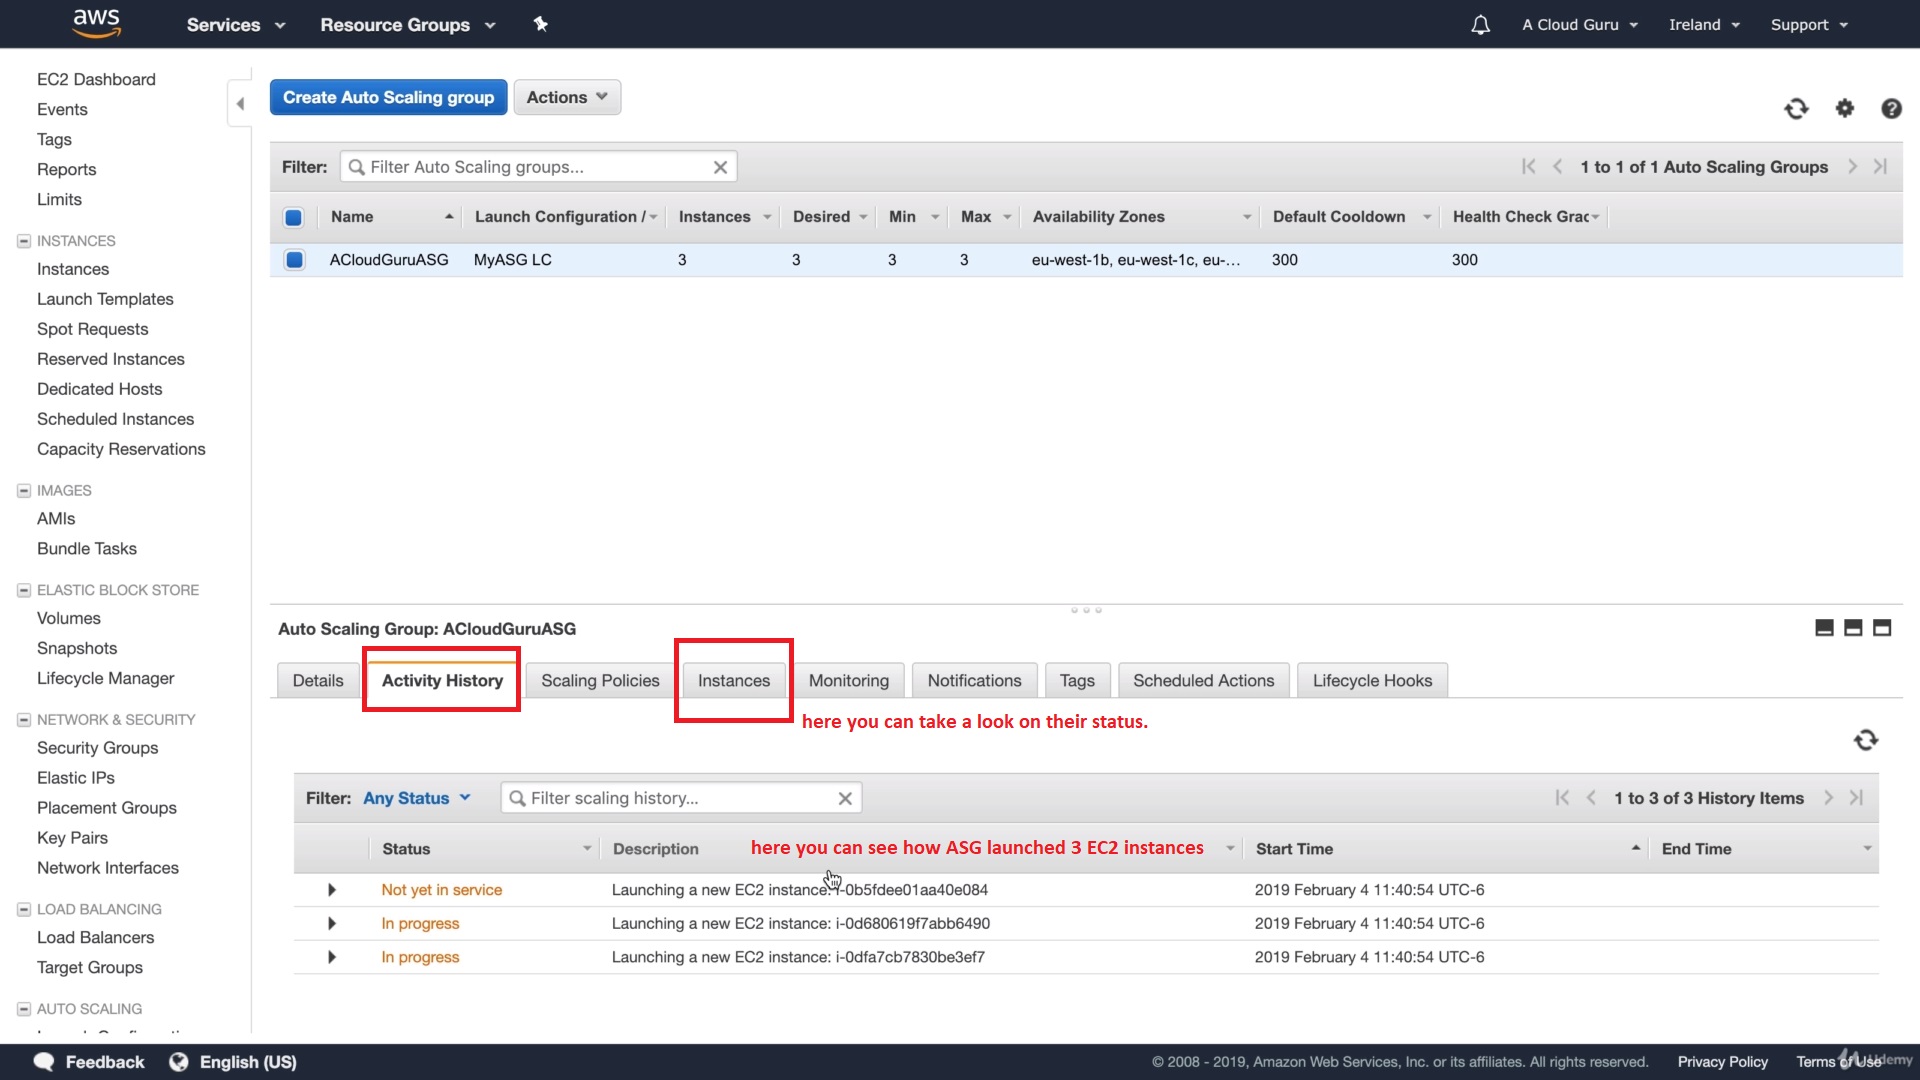 aws Services Resource Groups A Cloud Guru Ireland Support
EC2 Dashboard
Events
Tags
Reports
Limits
INSTANCES
Instances
Launch Templates
Spot Requests
Reserved Instances
Dedicated Hosts
Scheduled Instances
Capacity Reservations
IMAGES
AMIs
Bundle Tasks
ELASTIC BLOCK STORE
Volumes
Snapshots
Lifecycle Manager
NETWORK & SECURITY
Security Groups
Elastic IPs
Placement Groups
Key Pairs
Network Interfaces
LOAD BALANCING
Load Balancers
Target Groups
AUTO SCALING
Create Auto Scaling group Actions
Filter: Filter Auto Scaling groups... 1 to 1 of 1 Auto Scaling Groups
Name Launch Configuration / Instances Desired Min Max Availability Zones Default Cooldown Health Check Grac
ACloudGuruASG MyASG LC 3 3 3 3 eu-west-1b, eu-west-1c, eu-... 300 300
Auto Scaling Group: ACloudGuruASG
Details Activity History Scaling Policies Instances Monitoring Notifications Tags Scheduled Actions Lifecycle Hooks
here you can take a look on their status.
Filter: Any Status Filter scaling history... 1 to 3 of 3 History Items
Status Description here you can see how ASG launched 3 EC2 instances Start Time End Time
Not yet in service Launching a new EC2 instance: i-0b5fdee01aa40e084 2019 February 4 11:40:54 UTC-6
In progress Launching a new EC2 instance: i-0d680619f7abb6490 2019 February 4 11:40:54 UTC-6
In progress Launching a new EC2 instance: i-0dfa7cb7830be3ef7 2019 February 4 11:40:54 UTC-6
Feedback English (US) © 2008 - 2019, Amazon Web Services, Inc. or its affiliates. All rights reserved. Privacy Policy Terms of Use
Udemy